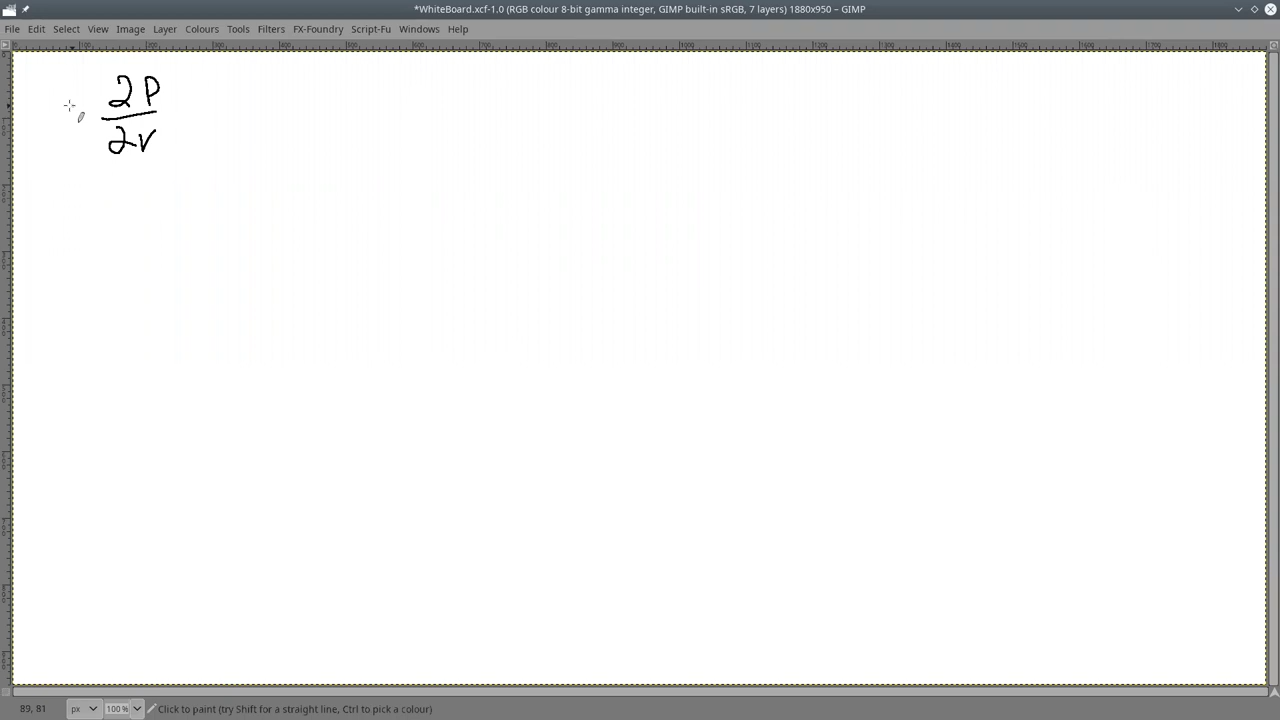 *WhiteBoard.xcf-1.0 (RGB colour 8-bit gamma integer, GIMP built-in sRGB, 7 layers) 1880x950 – GIMP
File Edit Select View Image Layer Colours Tools Filters FX-Foundry Script-Fu Windows Help
2P
2v
89, 81 px 100% Click to paint (try Shift for a straight line, Ctrl to pick a colour)